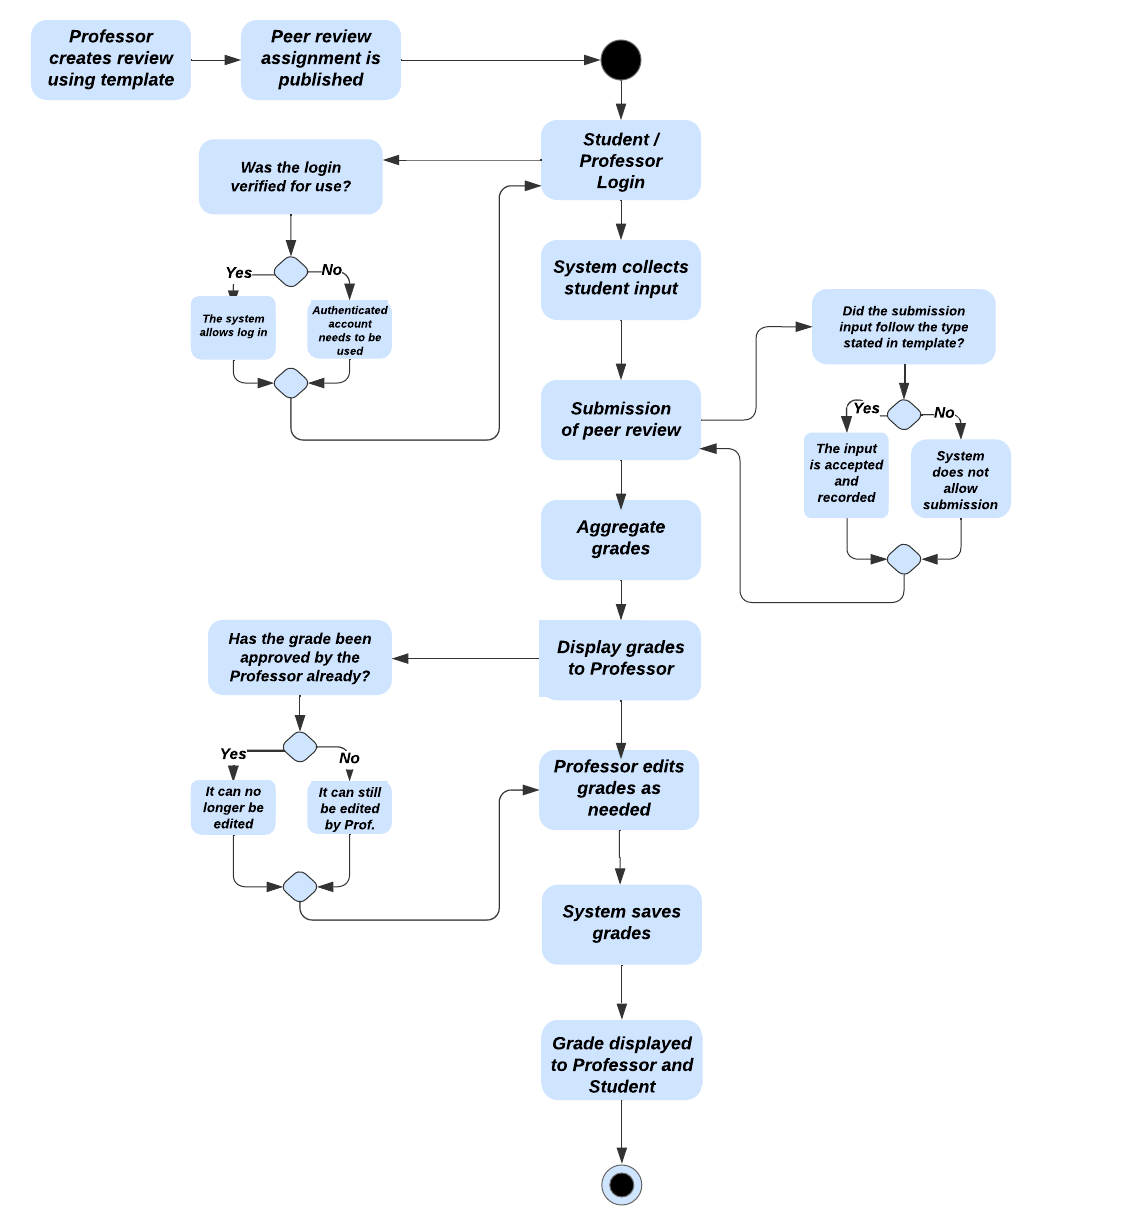 Professor
creates review
using template
Peer review
assignment is
published
Student /
Professor
Login
Was the login
verified for use?
Yes
No
The system
allows log in
Authenticated
account
needs to be
used
System collects
student input
Did the submission
input follow the type
stated in template?
Yes
No
The input
is accepted
and
recorded
System
does not
allow
submission
Submission
of peer review
Aggregate
grades
Display grades
to Professor
Has the grade been
approved by the
Professor already?
Yes
No
It can no
longer be
edited
It can still
be edited
by Prof.
Professor edits
grades as
needed
System saves
grades
Grade displayed
to Professor and
Student